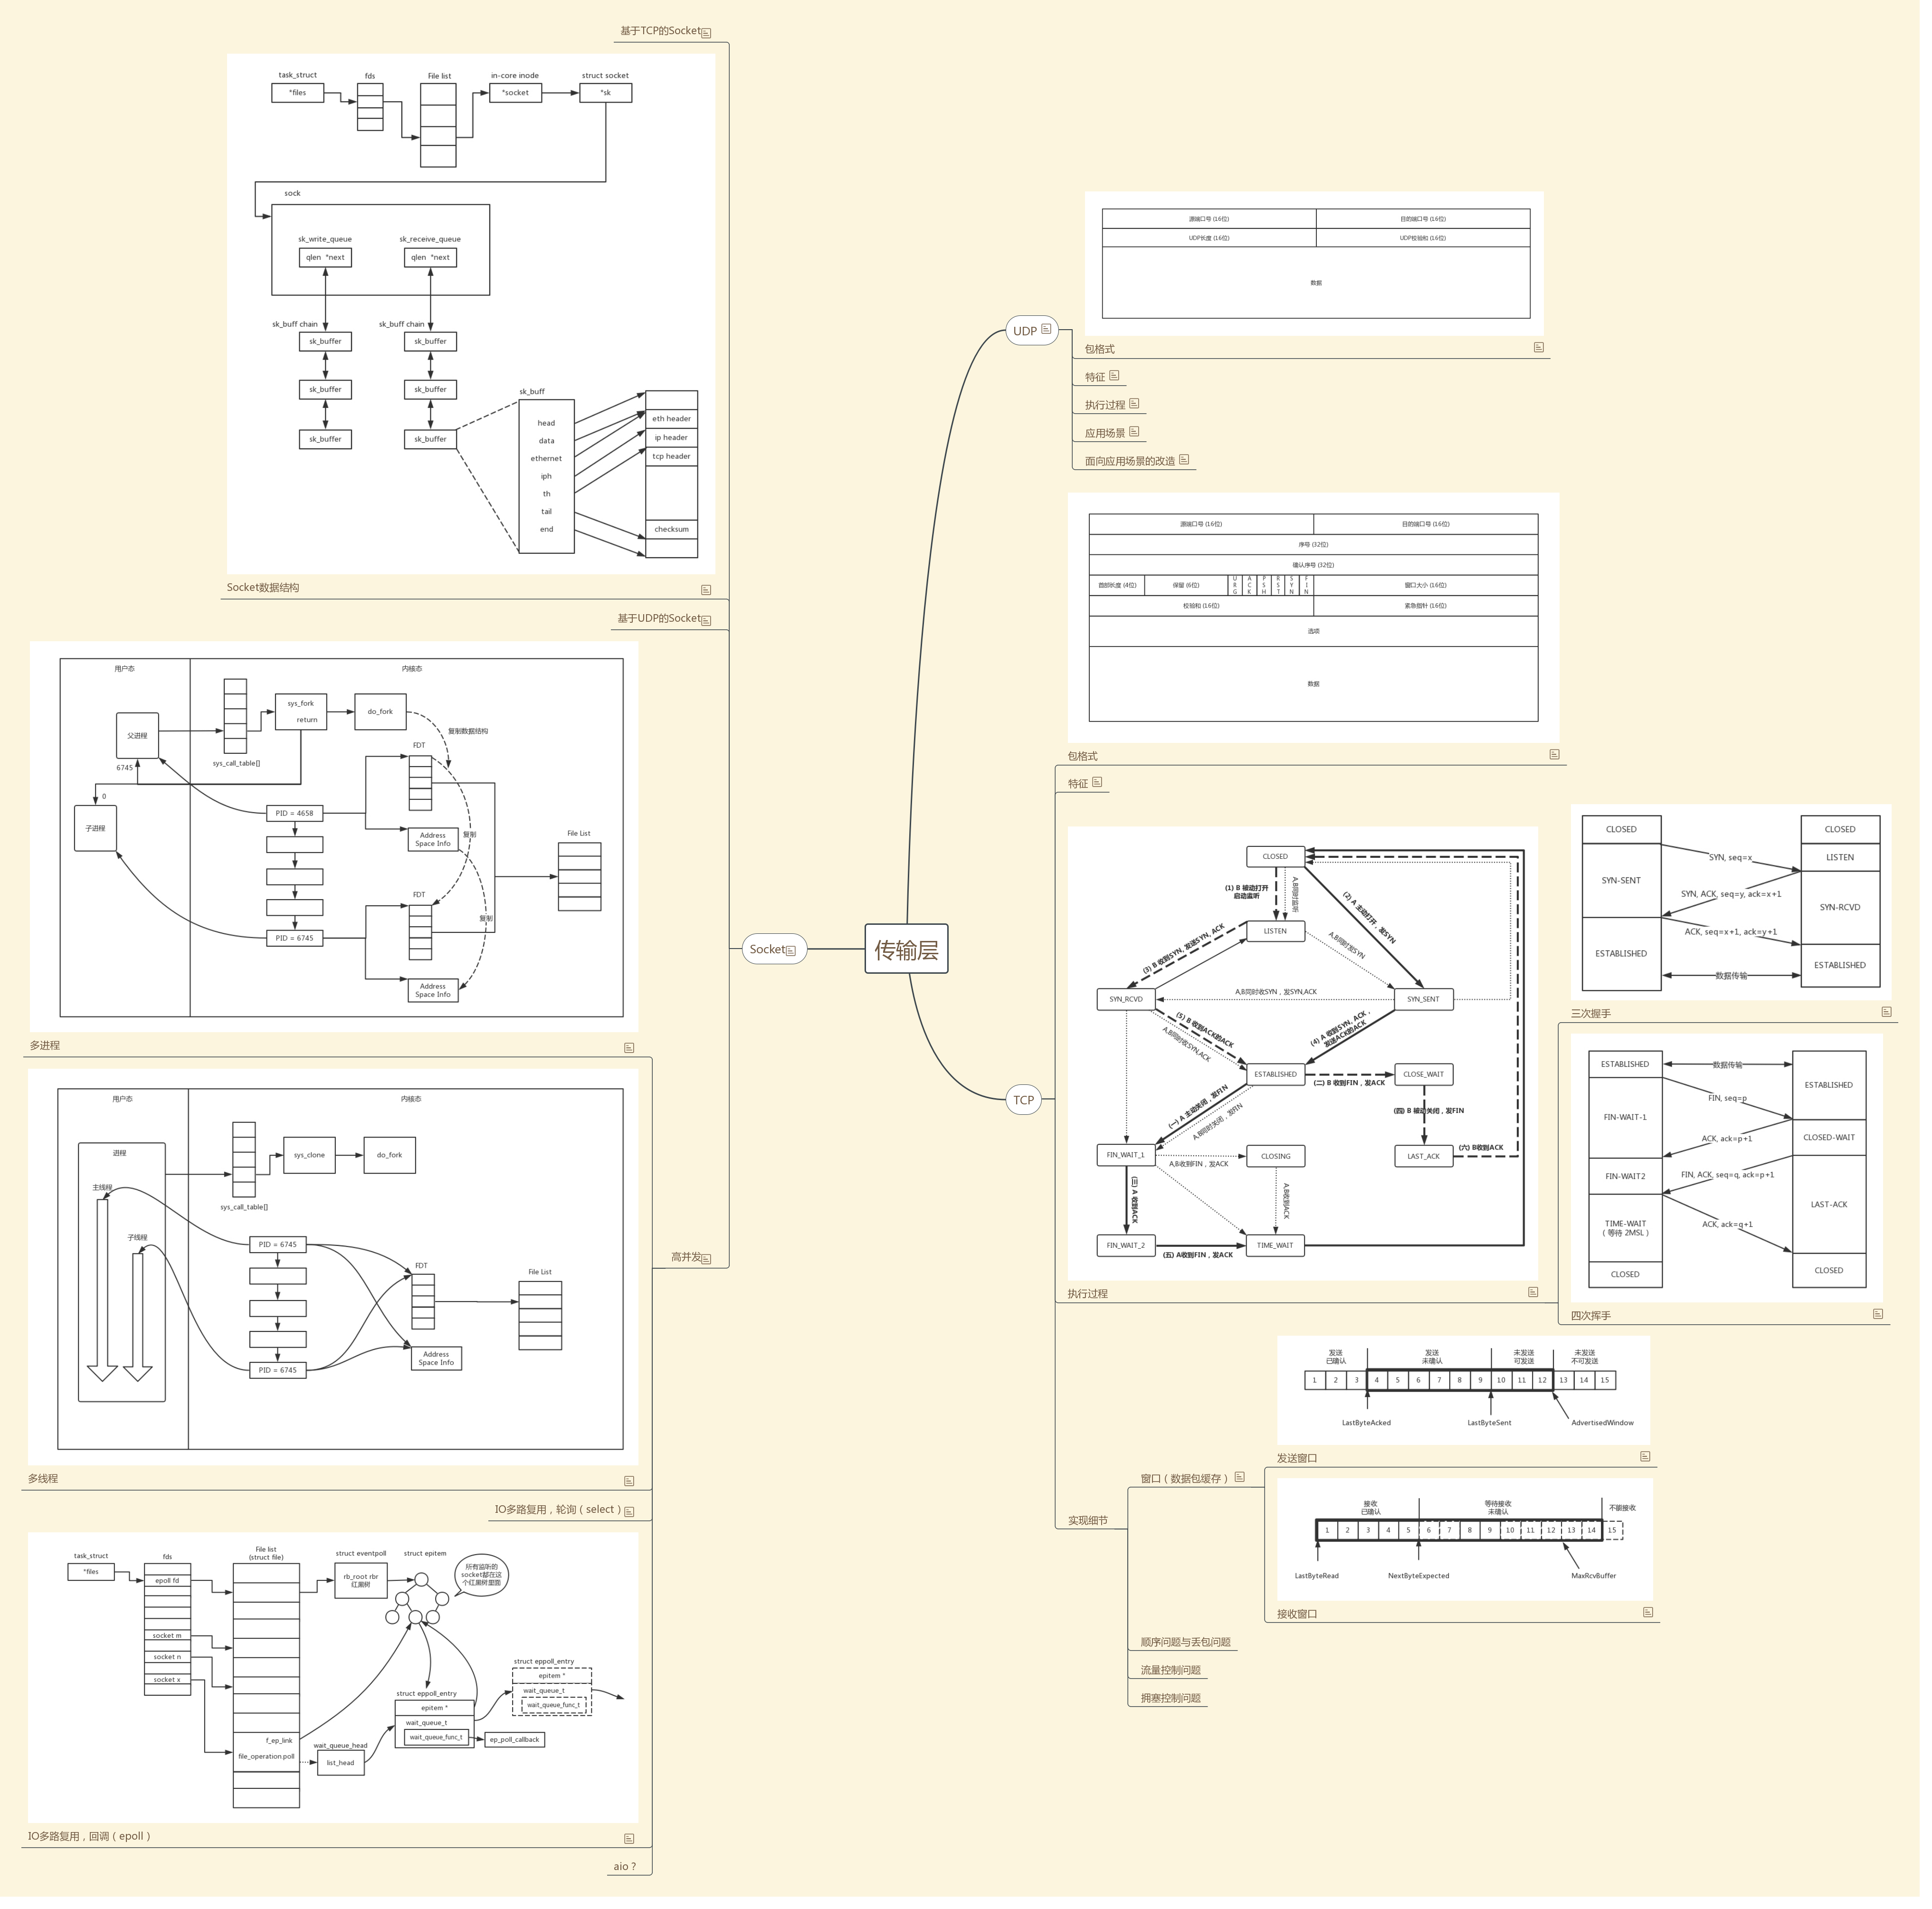 传输层
Socket
基于TCP的Socket
task_struct
*files
fds
File list
in-core inode
*socket
struct socket
*sk
sock
sk_write_queue
qlen *next
sk_receive_queue
qlen *next
sk_buff chain
sk_buffer
sk_buffer
sk_buffer
sk_buff chain
sk_buffer
sk_buffer
sk_buffer
sk_buff
head
data
ethernet
iph
th
tail
end
eth header
ip header
tcp header
checksum
Socket数据结构
基于UDP的Socket
高并发
用户态
内核态
父进程
6745
0
子进程
sys_call_table[]
sys_fork
return
do_fork
复制数据结构
FDT
PID = 4658
Address
Space Info
复制
File List
FDT
复制
PID = 6745
Address
Space Info
多进程
用户态
内核态
进程
主线程
子线程
sys_call_table[]
sys_clone
do_fork
PID = 6745
FDT
File List
PID = 6745
Address
Space Info
多线程
IO多路复用，轮询（select）
task_struct
*files
fds
epoll fd
socket m
socket n
socket x
File list
(struct file)
f_ep_link
file_operation.poll
struct eventpoll
rb_root rbr
红黑树
struct epitem
所有监听的
socket都在这
个红黑树里面
struct eppoll_entry
epitem *
wait_queue_t
wait_queue_func_t
wait_queue_head
list_head
ep_poll_callback
struct eppoll_entry
epitem *
wait_queue_t
wait_queue_func_t
IO多路复用，回调（epoll）
aio？
UDP
源端口号 (16位)
目的端口号 (16位)
UDP长度 (16位)
UDP校验和 (16位)
数据
包格式
特征
执行过程
应用场景
面向应用场景的改造
TCP
源端口号 (16位)
目的端口号 (16位)
序号 (32位)
确认序号 (32位)
首部长度 (4位)
保留 (6位)
URG
ACK
PSH
RST
SYN
FIN
窗口大小 (16位)
校验和 (16位)
紧急指针 (16位)
选项
数据
包格式
特征
CLOSED
(1) B 被动打开
启动监听
A,B同时监听
(2) A 主动打开，发SYN
LISTEN
(3) B 收到SYN, 发送SYN, ACK
A,B同时发SYN
SYN_RCVD
A,B同时收SYN，发SYN,ACK
SYN_SENT
(5) B 收到ACK的ACK
A,B同时收SYN,ACK
(4) A 收到SYN, ACK，
发送ACK的ACK
ESTABLISHED
(二) B 收到FIN，发ACK
CLOSE_WAIT
(一) A 主动关闭，发FIN
A,B同时关闭，发FIN
(四) B 被动关闭，发FIN
FIN_WAIT_1
A,B收到FIN，发ACK
CLOSING
LAST_ACK
(六) B收到ACK
(三) A 收到ACK
A,B收到ACK
FIN_WAIT_2
(五) A收到FIN，发ACK
TIME_WAIT
执行过程
CLOSED
SYN-SENT
ESTABLISHED
SYN, seq=x
SYN, ACK, seq=y, ack=x+1
ACK, seq=x+1, ack=y+1
数据传输
CLOSED
LISTEN
SYN-RCVD
ESTABLISHED
三次握手
ESTABLISHED
FIN-WAIT-1
FIN-WAIT2
TIME-WAIT
（等待 2MSL）
CLOSED
数据传输
FIN, seq=p
ACK, ack=p+1
FIN, ACK, seq=q, ack=p+1
ACK, ack=q+1
ESTABLISHED
CLOSED-WAIT
LAST-ACK
CLOSED
四次挥手
实现细节
窗口（数据包缓存）
发送
已确认
发送
未确认
未发送
可发送
未发送
不可发送
1 2 3 4 5 6 7 8 9 10 11 12 13 14 15
LastByteAcked
LastByteSent
AdvertisedWindow
发送窗口
接收
已确认
等待接收
未确认
不能接收
1 2 3 4 5 6 7 8 9 10 11 12 13 14 15
LastByteRead
NextByteExpected
MaxRcvBuffer
接收窗口
顺序问题与丢包问题
流量控制问题
拥塞控制问题